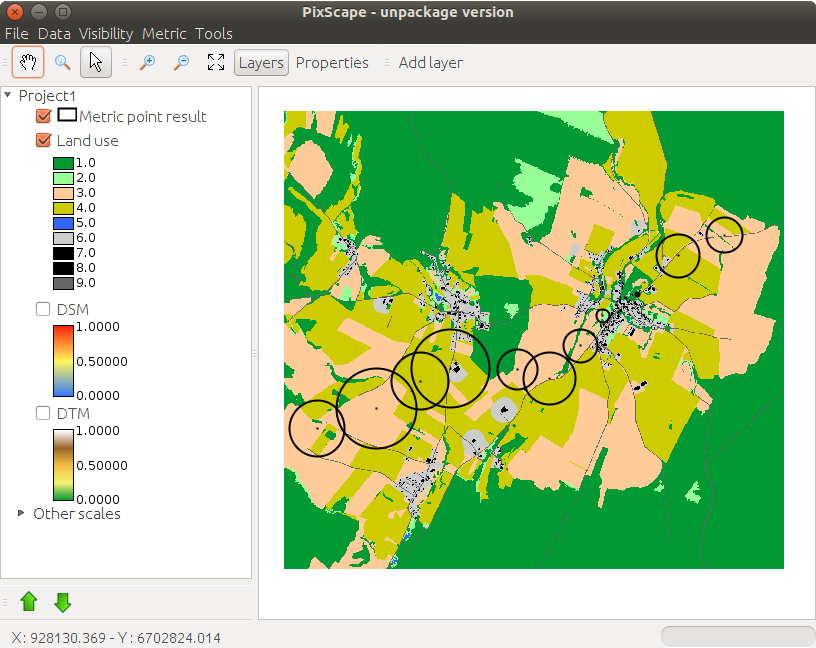 PixScape - unpackage version
File Data Visibility Metric Tools
Layers Properties Add layer
Project1
Metric point result
Land use
1.0
2.0
3.0
4.0
5.0
6.0
7.0
8.0
9.0
DSM
1.0000
0.50000
0.0000
DTM
1.0000
0.50000
0.0000
Other scales
X: 928130.369 - Y : 6702824.014